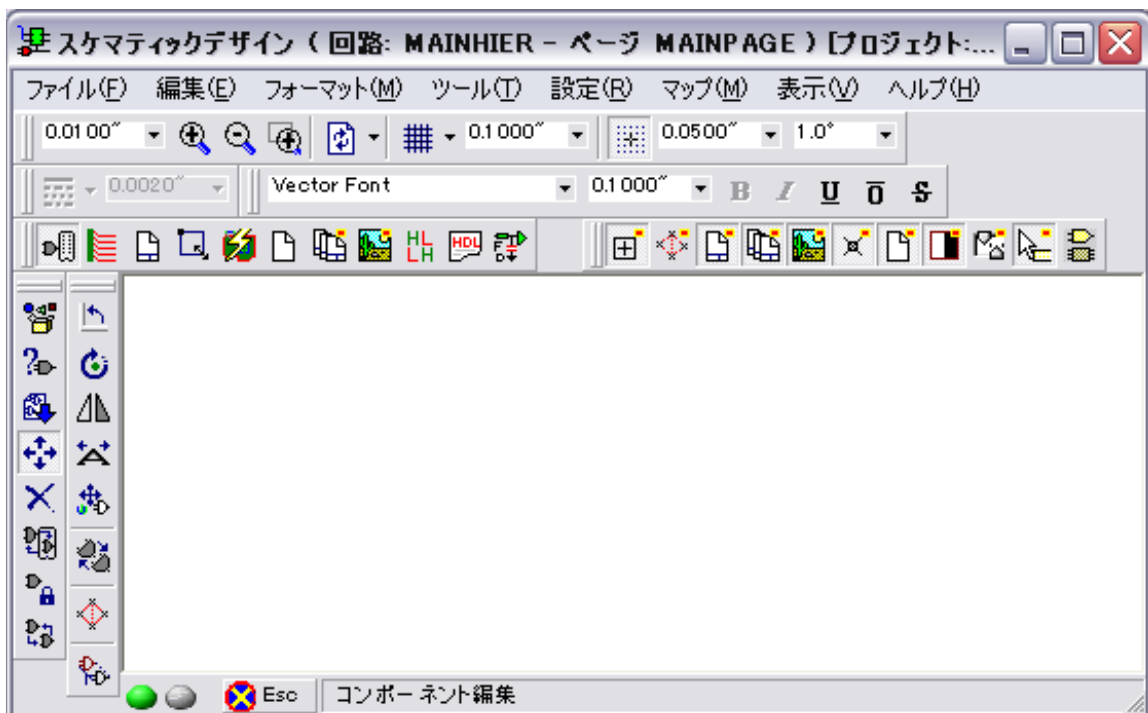 スケマティックデザイン ( 回路: MAINHIER - ページ MAINPAGE ) [プロジェクト:...
ファイル(F) 編集(E) フォーマット(M) ツール(T) 設定(R) マップ(M) 表示(V) ヘルプ(H)
0.0100" 0.1000" 0.0500" 1.0°
0.0020" Vector Font 0.1000" B I U O S
HL LH HDL
Esc コンポーネント編集